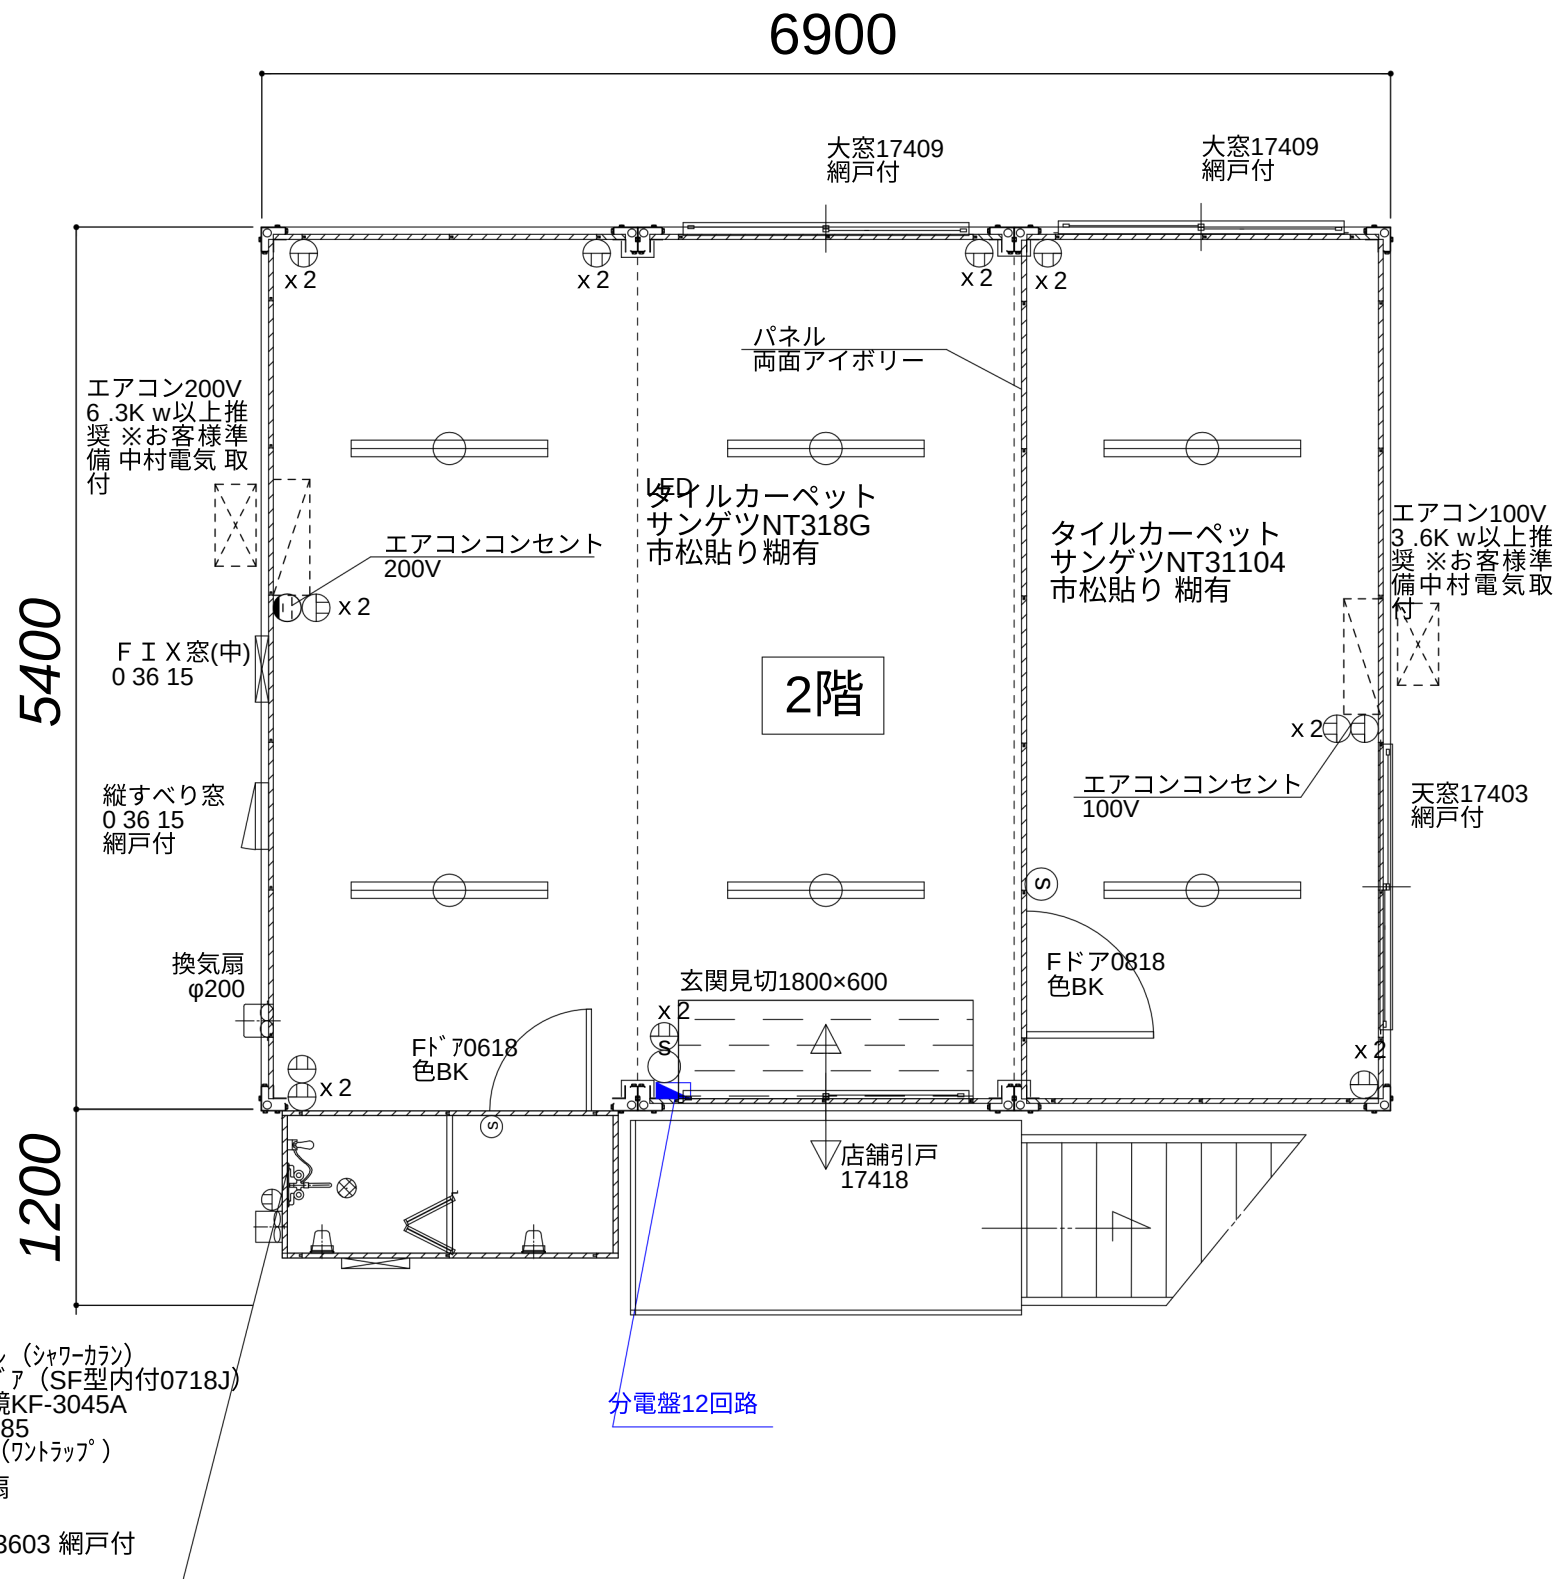 6900
大窓17409
網戸付
大窓17409
網戸付
x 2
x 2
x 2
x 2
パネル
両面アイボリー
エアコン200V
6 .3K w以上推
奨 ※お客様準
備 中村電気 取
付
LED
タイルカーペット
サンゲツNT318G
市松貼り糊有
タイルカーペット
サンゲツNT31104
市松貼り 糊有
エアコン100V
3 .6K w以上推
奨 ※お客様準
備中村電気取
付
エアコンコンセント
200V
x 2
5400
ＦＩＸ窓(中)
0 36 15
2階
x 2
エアコンコンセント
100V
縦すべり窓
0 36 15
網戸付
天窓17403
網戸付
s
換気扇
φ200
Fドア0818
色BK
玄関見切1800×600
x 2
s
Fﾄﾞｱ0618
色BK
x 2
x 2
s
1200
店舗引戸
17418
ﾚ（ｼｬﾜｰｶﾗﾝ）
ﾞｱ（SF型内付0718J）
鏡KF-3045A
85
（ﾜﾝﾄﾗｯﾌﾟ）
扇
3603 網戸付
分電盤12回路